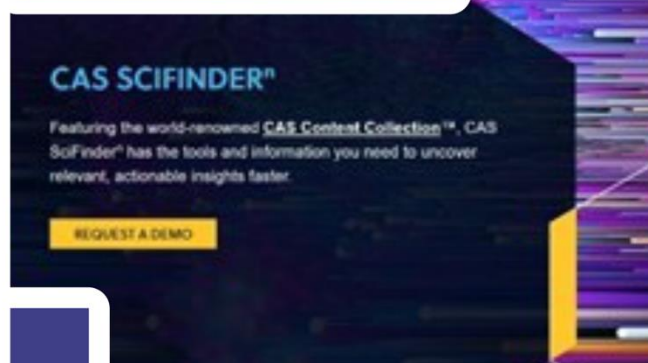 CAS SCIFINDERⁿ
Featuring the world-renowned CAS Content Collection™, CAS
SciFinderⁿ has the tools and information you need to uncover
relevant, actionable insights faster.
REQUEST A DEMO